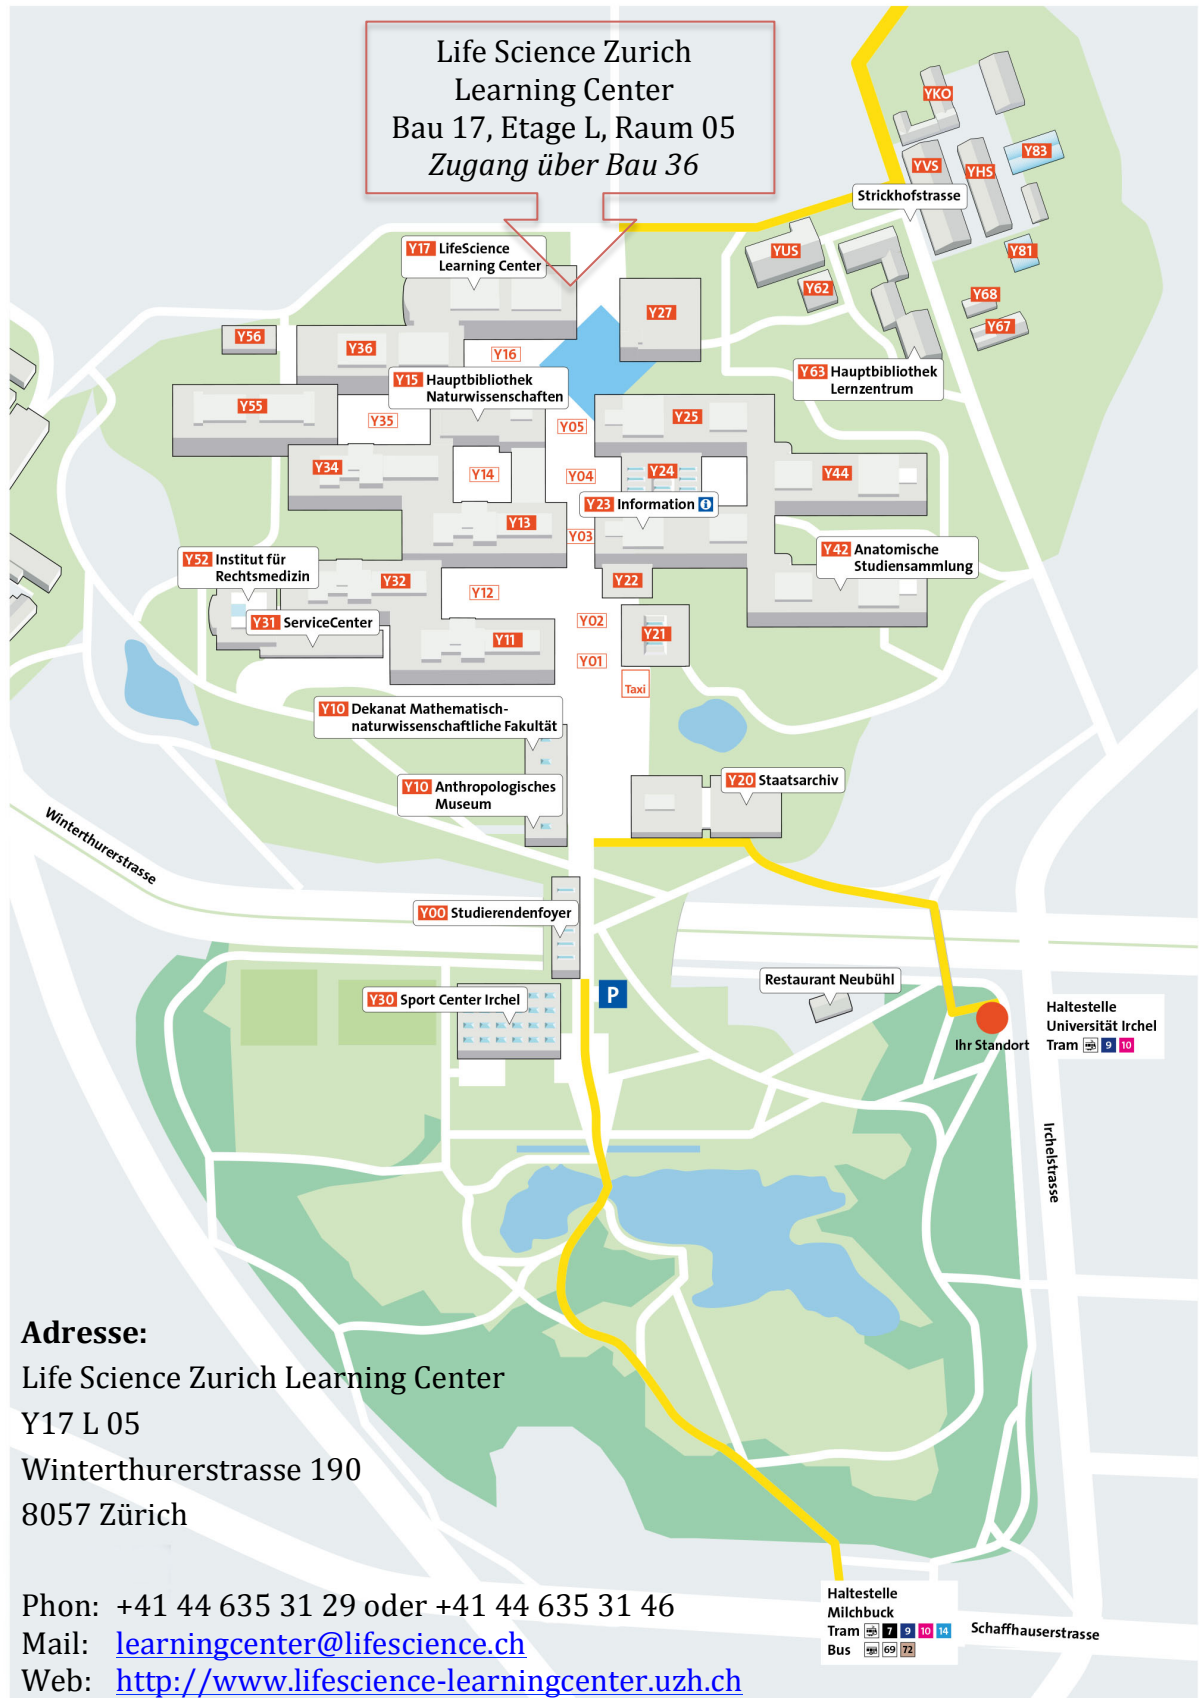 Life Science Zurich
Learning Center
Bau 17, Etage L, Raum 05
Zugang über Bau 36
YKO
YVS
YHS
Y83
Strickhofstrasse
Y17 LifeScience
Learning Center
YUS
Y81
Y62
Y27
Y68
Y67
Y56
Y36
Y16
Y63 Hauptbibliothek
Lernzentrum
Y15 Hauptbibliothek
Naturwissenschaften
Y55
Y35
Y05
Y25
Y34
Y14
Y04
Y24
Y44
Y23 Information i
Y13
Y03
Y42 Anatomische
Studiensammlung
Y52 Institut für
Rechtsmedizin
Y32
Y22
Y12
Y31 ServiceCenter
Y02
Y11
Y21
Y01
Taxi
Y10 Dekanat Mathematisch-
naturwissenschaftliche Fakultät
Y10 Anthropologisches
Museum
Y20 Staatsarchiv
Winterthurerstrasse
Y00 Studierendenfoyer
Restaurant Neubühl
P
Y30 Sport Center Irchel
Haltestelle
Universität Irchel
Tram 9 10
Ihr Standort
Irchelstrasse
Adresse:
Life Science Zurich Learning Center
Y17 L 05
Winterthurerstrasse 190
8057 Zürich
Phon: +41 44 635 31 29 oder +41 44 635 31 46
Mail: learningcenter@lifescience.ch
Web: http://www.lifescience-learningcenter.uzh.ch
Haltestelle
Milchbuck
Tram 7 9 10 14
Bus 69 72
Schaffhauserstrasse